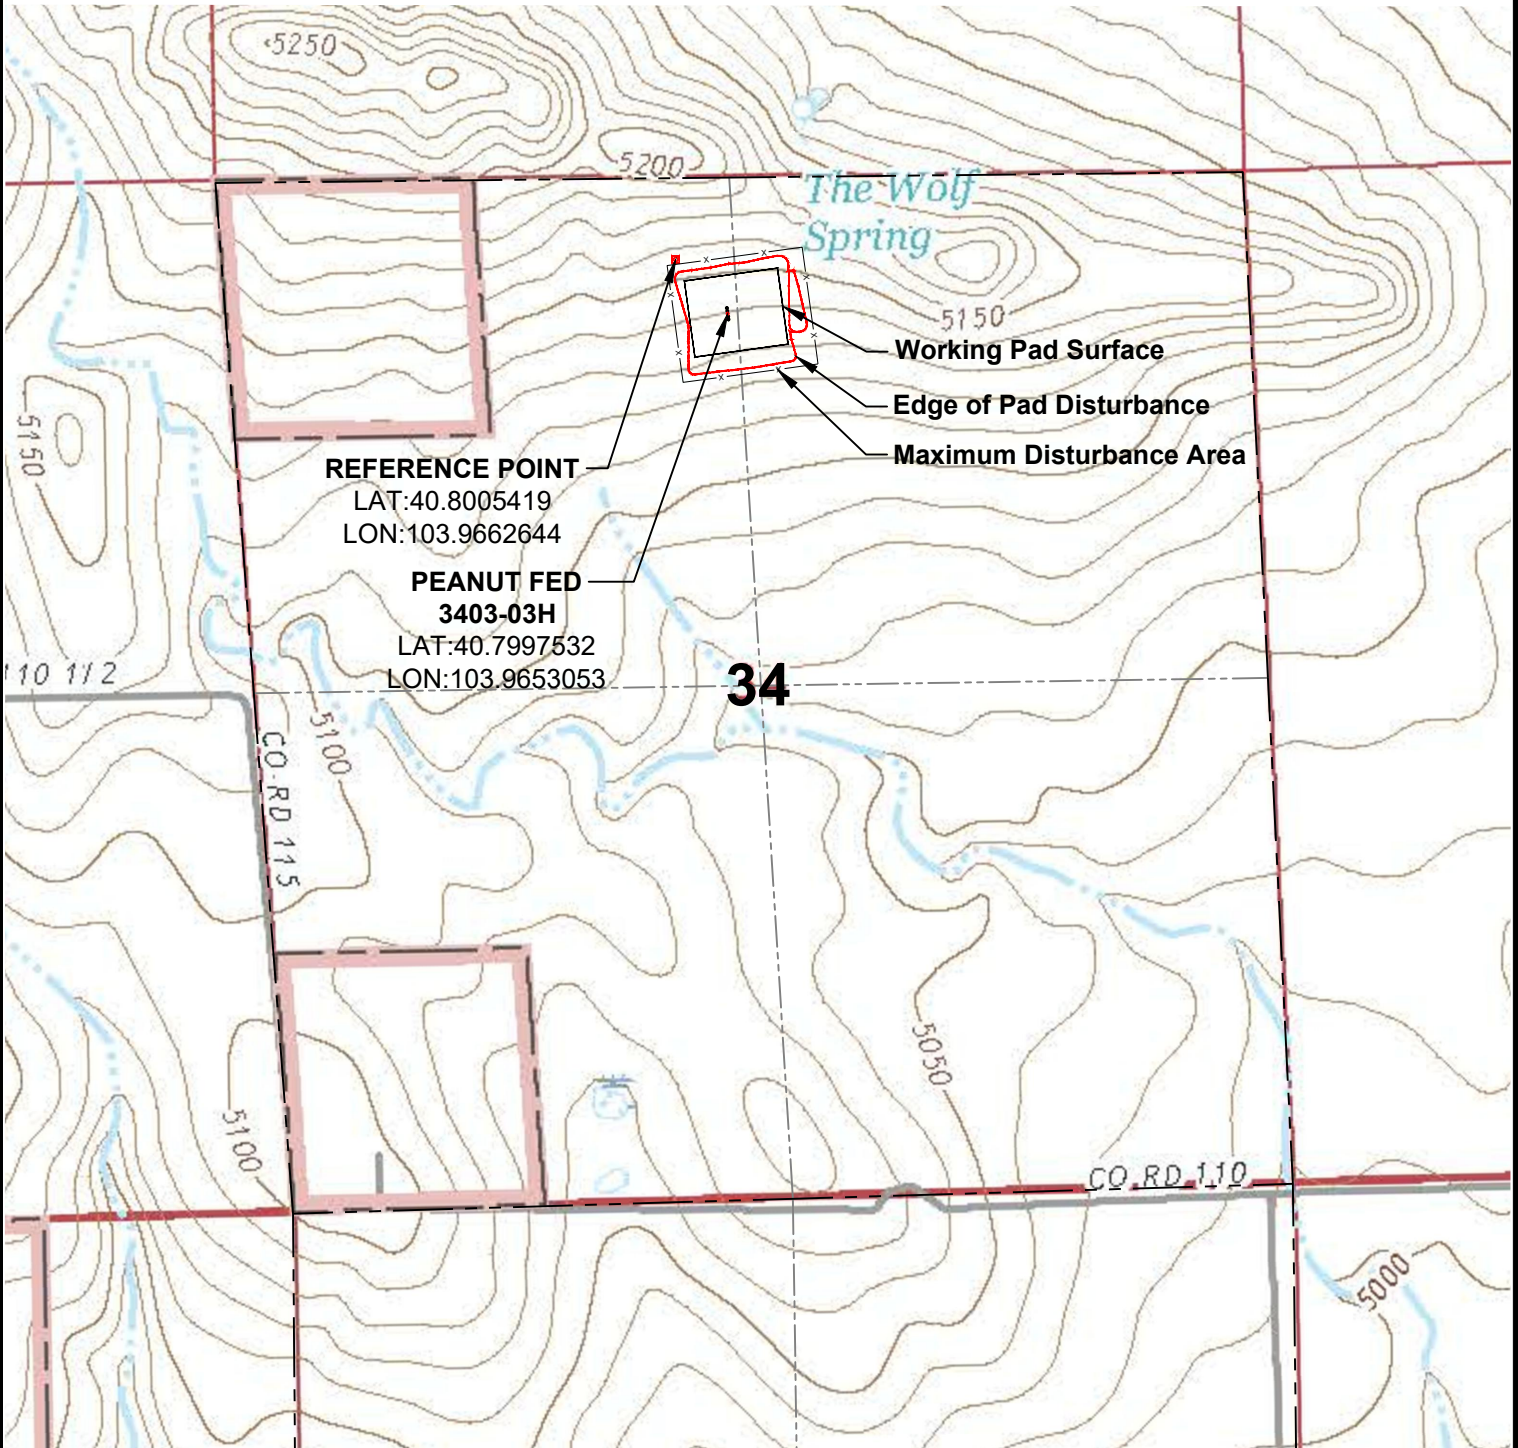 5250
5200
The Wolf
Spring
5150
Working Pad Surface
Edge of Pad Disturbance
Maximum Disturbance Area
5150
REFERENCE POINT
LAT:40.8005419
LON:103.9662644
PEANUT FED
3403-03H
LAT:40.7997532
LON:103.9653053
34
110 1/2
5100
CO RD 115
5050
5100
CO RD 110
5000